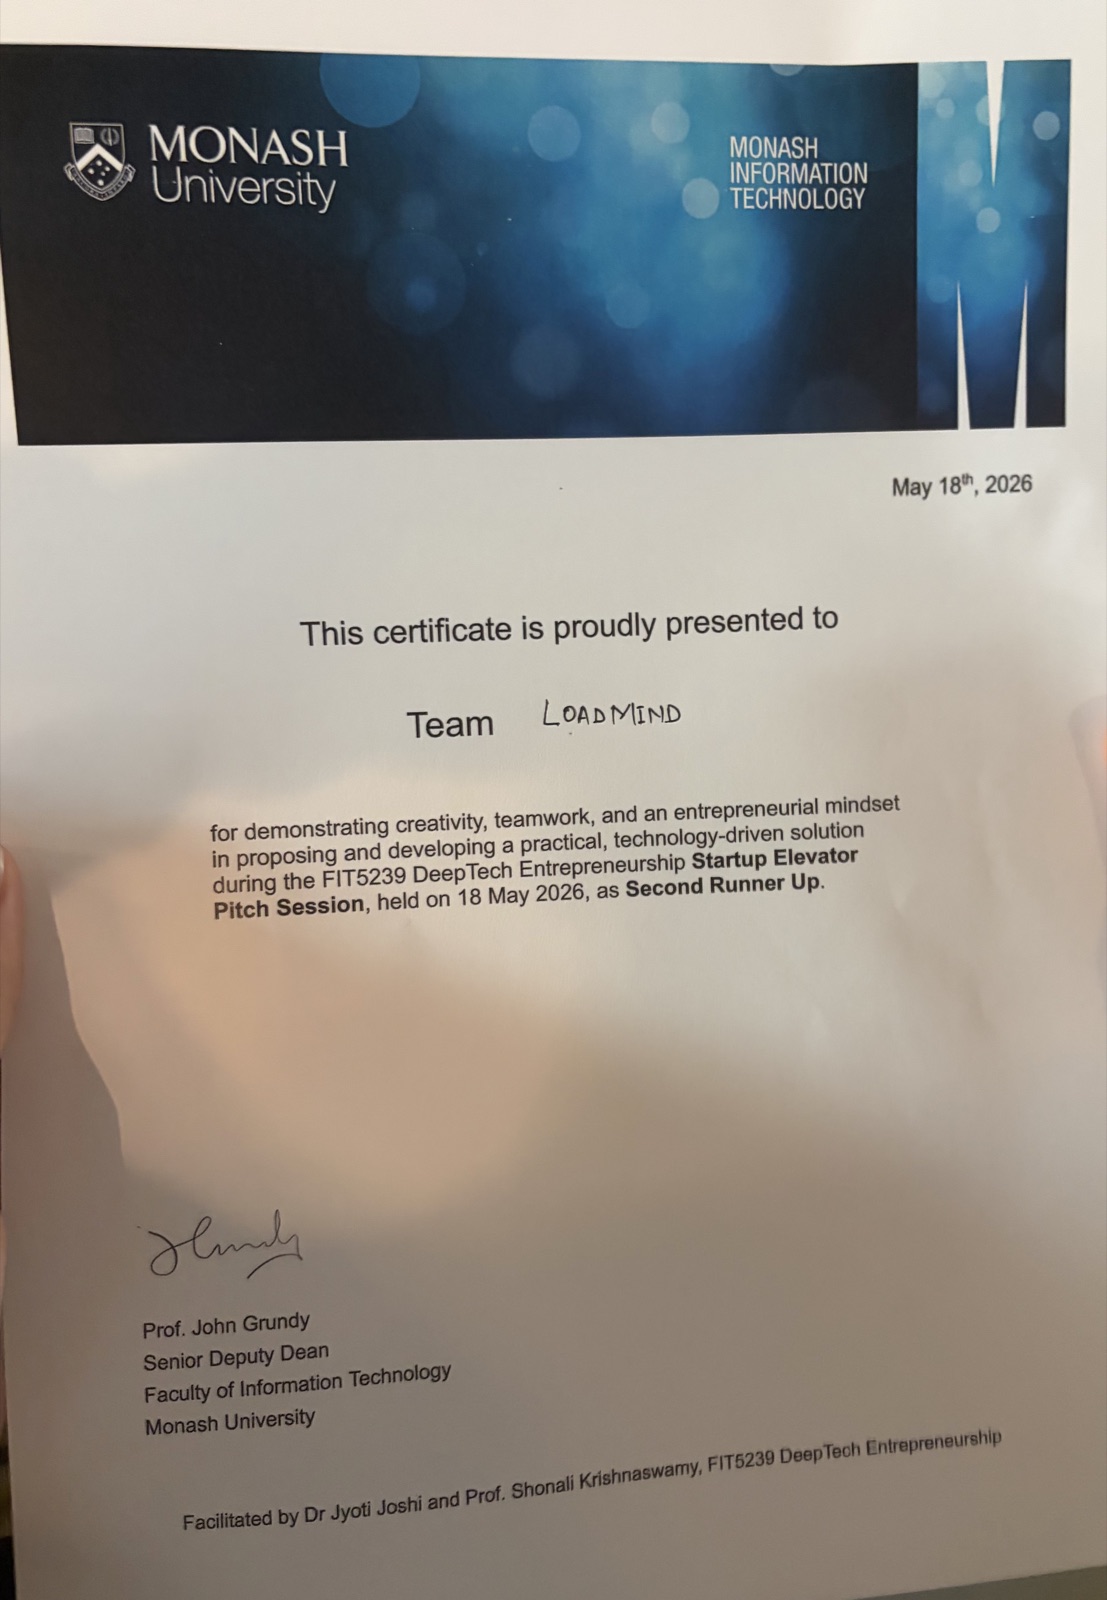 MONASH
University
MONASH
INFORMATION
TECHNOLOGY
May 18th, 2026
This certificate is proudly presented to
Team LOADMIND
for demonstrating creativity, teamwork, and an entrepreneurial mindset
in proposing and developing a practical, technology-driven solution
during the FIT5239 DeepTech Entrepreneurship Startup Elevator
Pitch Session, held on 18 May 2026, as Second Runner Up.
Prof. John Grundy
Senior Deputy Dean
Faculty of Information Technology
Monash University
Facilitated by Dr Jyoti Joshi and Prof. Shonali Krishnaswamy, FIT5239 DeepTech Entrepreneurship